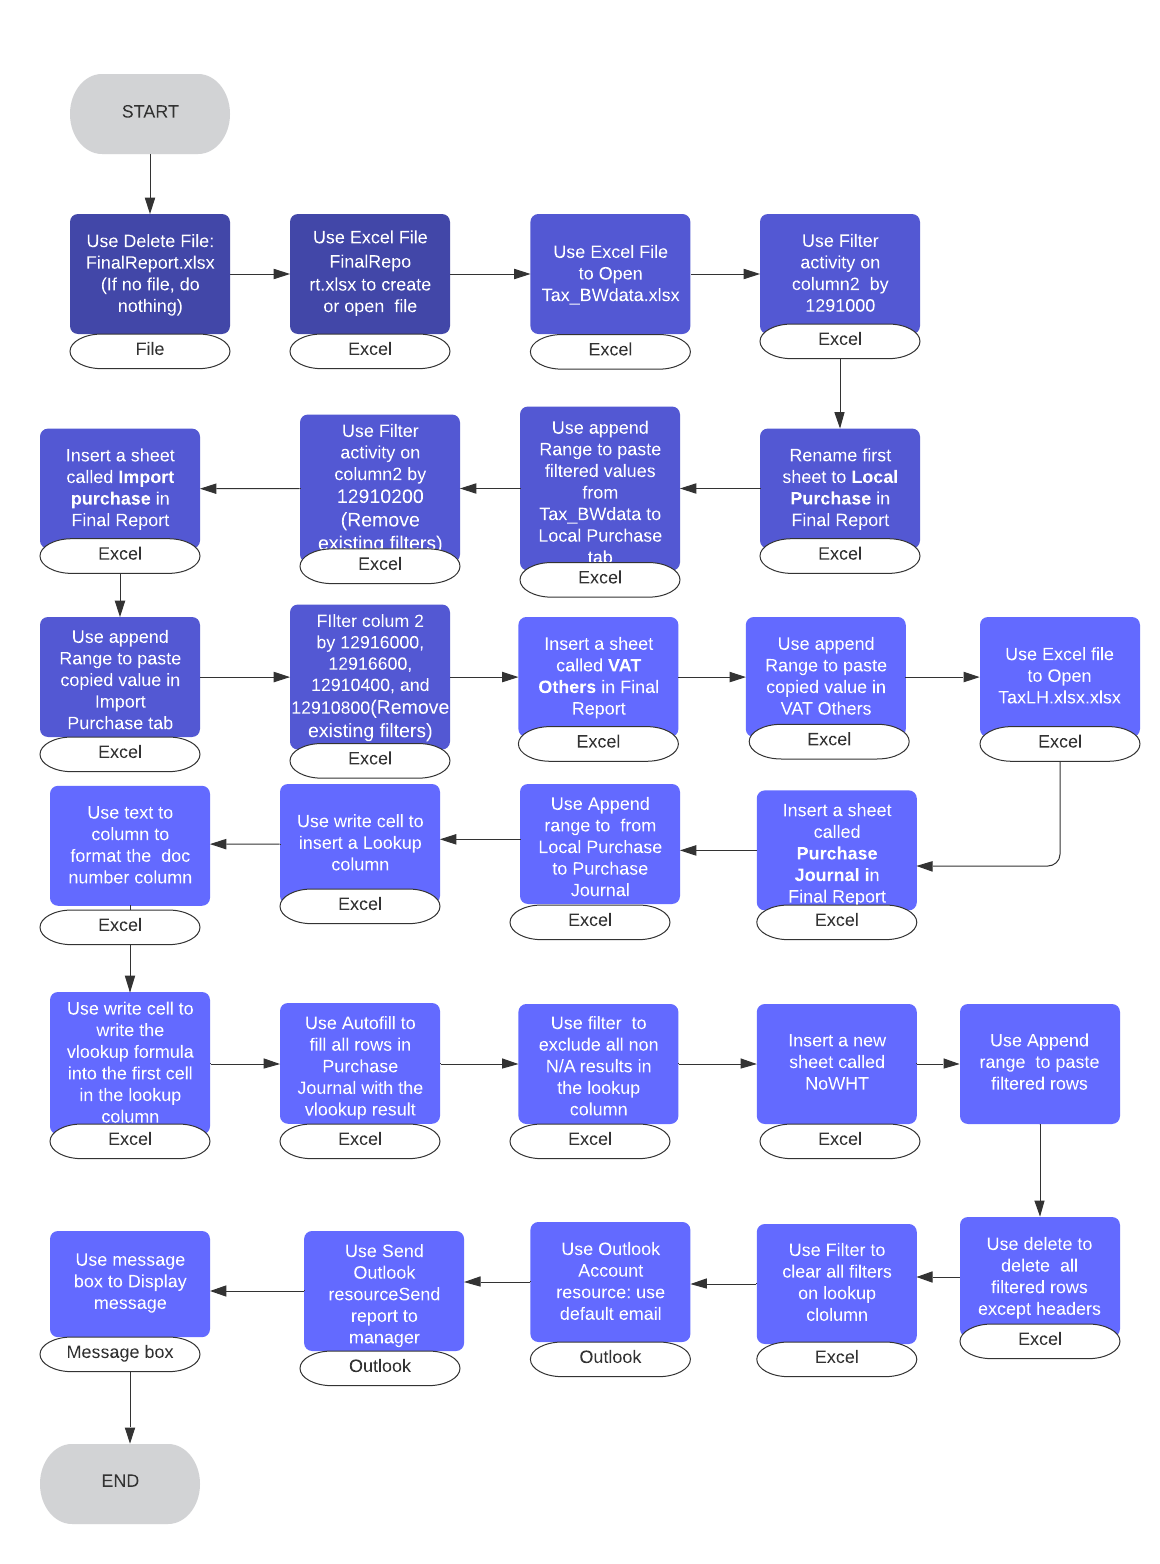 START
Use Delete File:
FinalReport.xlsx
(If no file, do
nothing)
File
Use Excel File
FinalRepo
rt.xlsx to create
or open  file
Excel
Use Excel File
to Open
Tax_BWdata.xlsx
Excel
Use Filter
activity on
column2  by
1291000
Excel
Rename first
sheet to Local
Purchase in
Final Report
Excel
Use append
Range to paste
filtered values
from
Tax_BWdata to
Local Purchase
tab
Excel
Use Filter
activity on
column2 by
12910200
(Remove
existing filters)
Excel
Insert a sheet
called Import
purchase in
Final Report
Excel
Use append
Range to paste
copied value in
Import
Purchase tab
Excel
FIlter colum 2
by 12916000,
12916600,
12910400, and
12910800(Remove
existing filters)
Excel
Insert a sheet
called VAT
Others in Final
Report
Excel
Use append
Range to paste
copied value in
VAT Others
Excel
Use Excel file
to Open
TaxLH.xlsx.xlsx
Excel
Insert a sheet
called
Purchase
Journal in
Final Report
Excel
Use Append
range to  from
Local Purchase
to Purchase
Journal
Excel
Use write cell to
insert a Lookup
column
Excel
Use text to
column to
format the  doc
number column
Excel
Use write cell to
write the
vlookup formula
into the first cell
in the lookup
column
Excel
Use Autofill to
fill all rows in
Purchase
Journal with the
vlookup result
Excel
Use filter  to
exclude all non
N/A results in
the lookup
column
Excel
Insert a new
sheet called
NoWHT
Excel
Use Append
range  to paste
filtered rows
Use delete to
delete  all
filtered rows
except headers
Excel
Use Filter to
clear all filters
on lookup
clolumn
Excel
Use Outlook
Account
resource: use
default email
Outlook
Use Send
Outlook
resourceSend
report to
manager
Outlook
Use message
box to Display
message
Message box
END